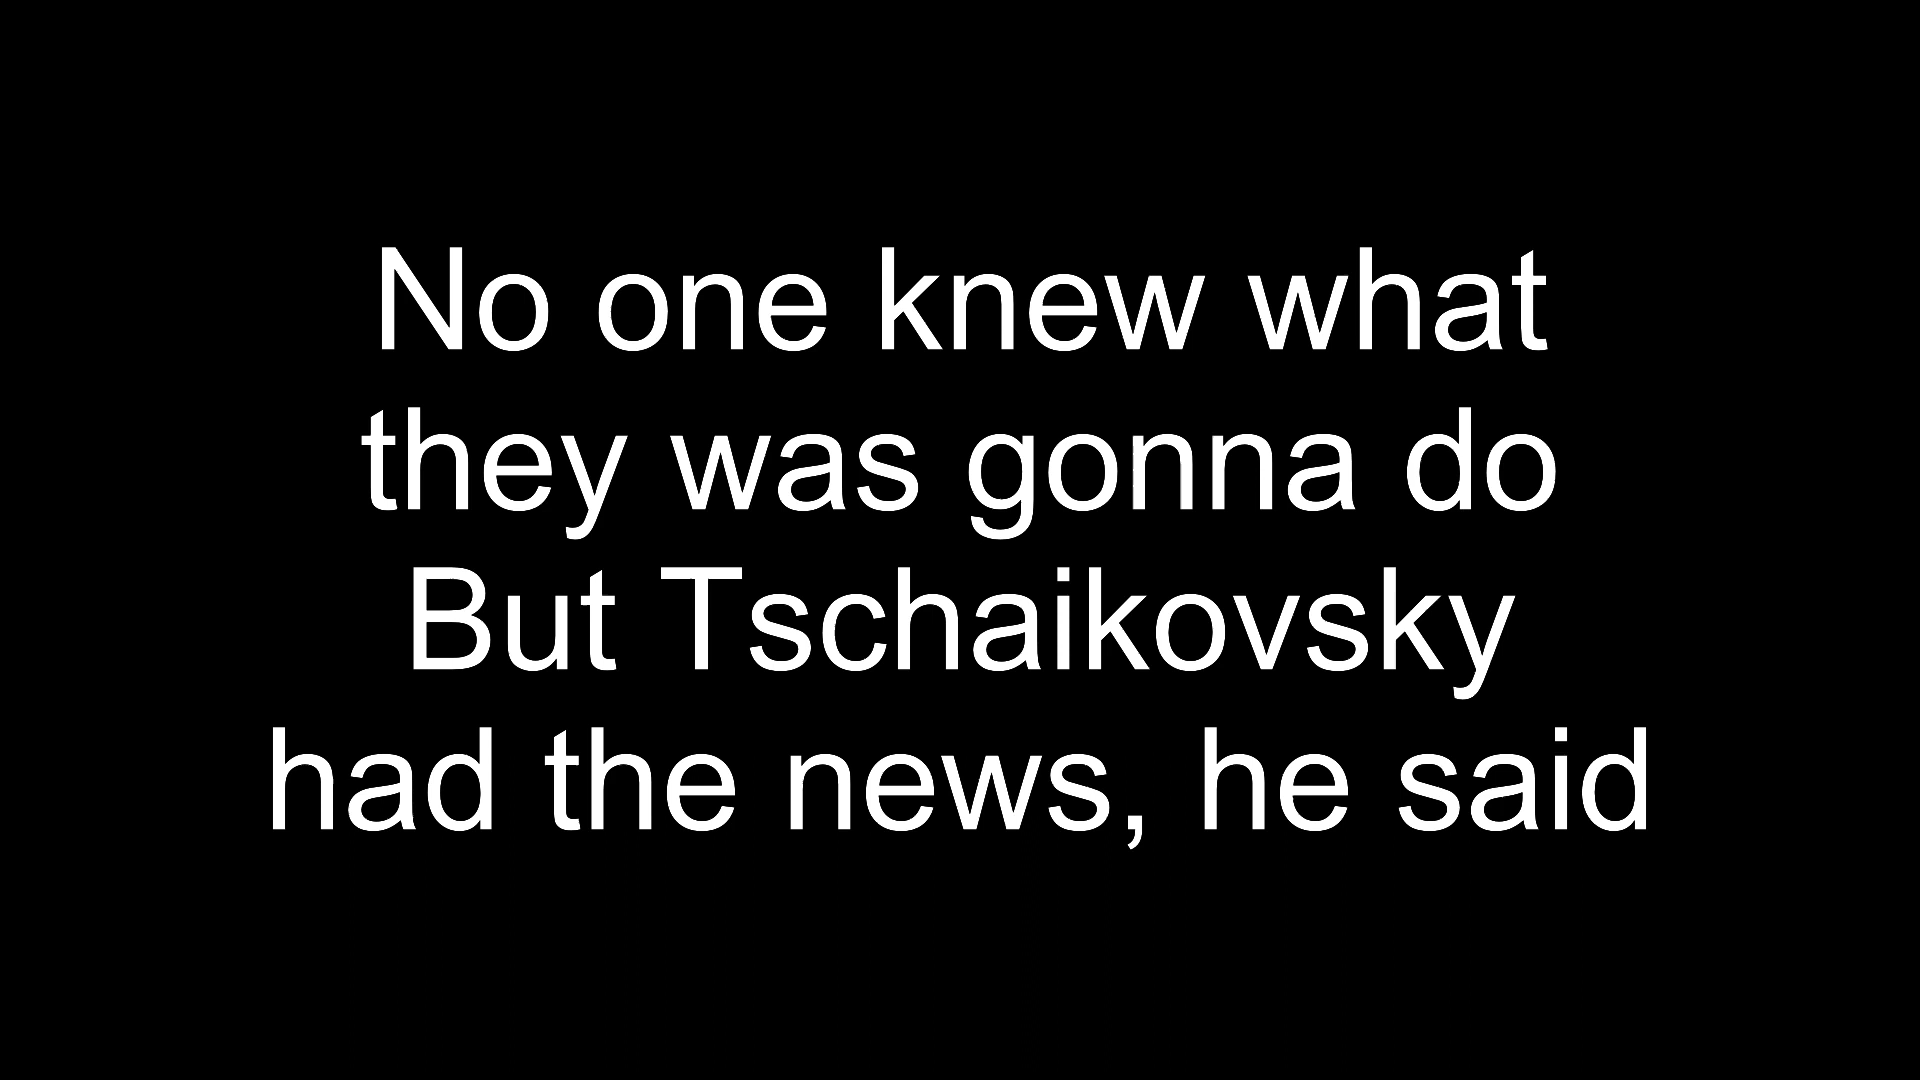 No one knew what
they was gonna do
But Tschaikovsky
had the news, he said